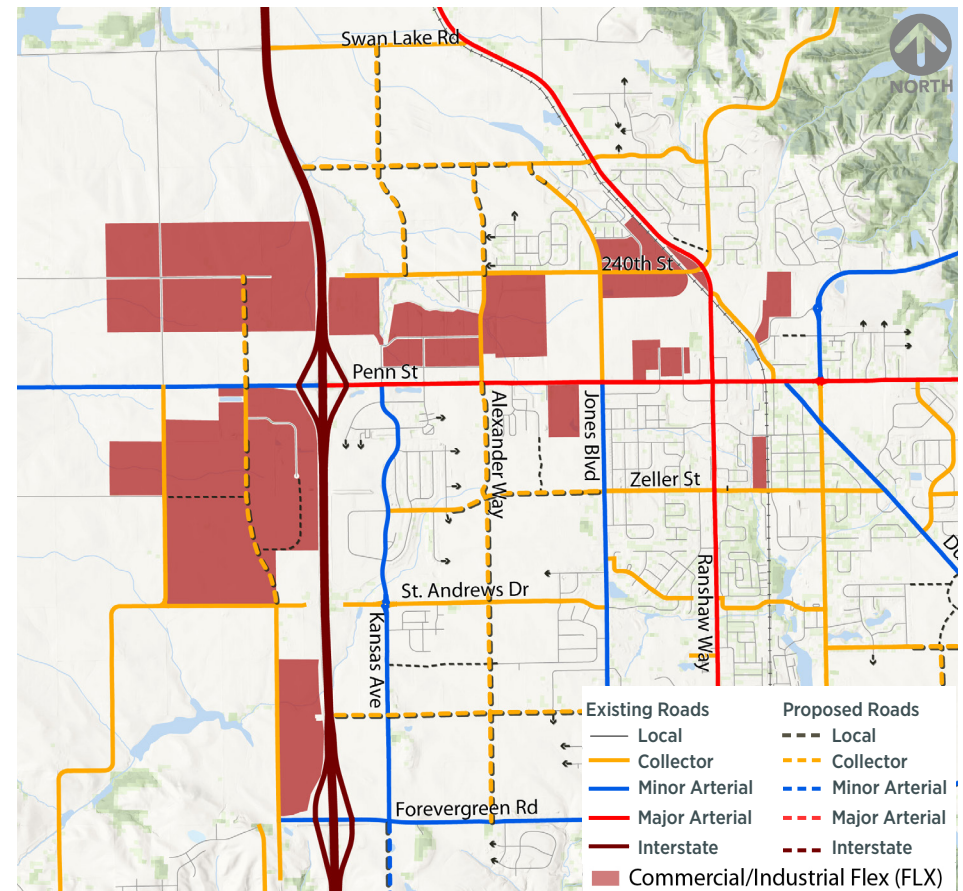 Swan Lake Rd
NORTH
240th St
Penn St
Alexander Way
Jones Blvd
Zeller St
Ranshaw Way
St. Andrews Dr
Kansas Ave
Forevergreen Rd
Existing Roads
Local
Collector
Minor Arterial
Major Arterial
Interstate
Proposed Roads
Local
Collector
Minor Arterial
Major Arterial
Interstate
Commercial/Industrial Flex (FLX)